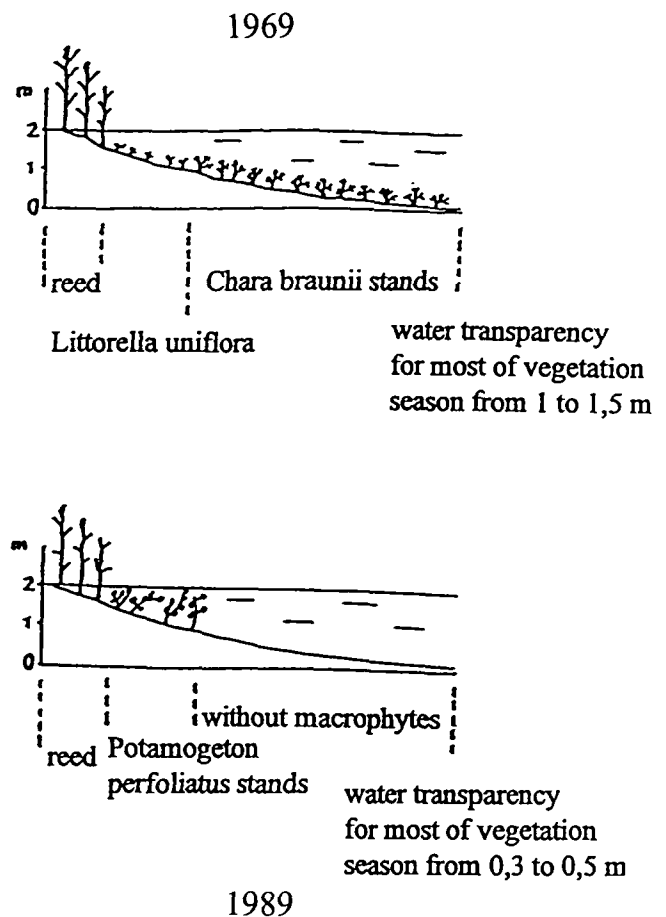 1969
m
2
1
0
reed
Chara braunii stands
Littorella uniflora
water transparency
for most of vegetation
season from 1 to 1,5 m
m
2
1
0
without macrophytes
reed
Potamogeton
perfoliatus stands
water transparency
for most of vegetation
season from 0,3 to 0,5 m
1989